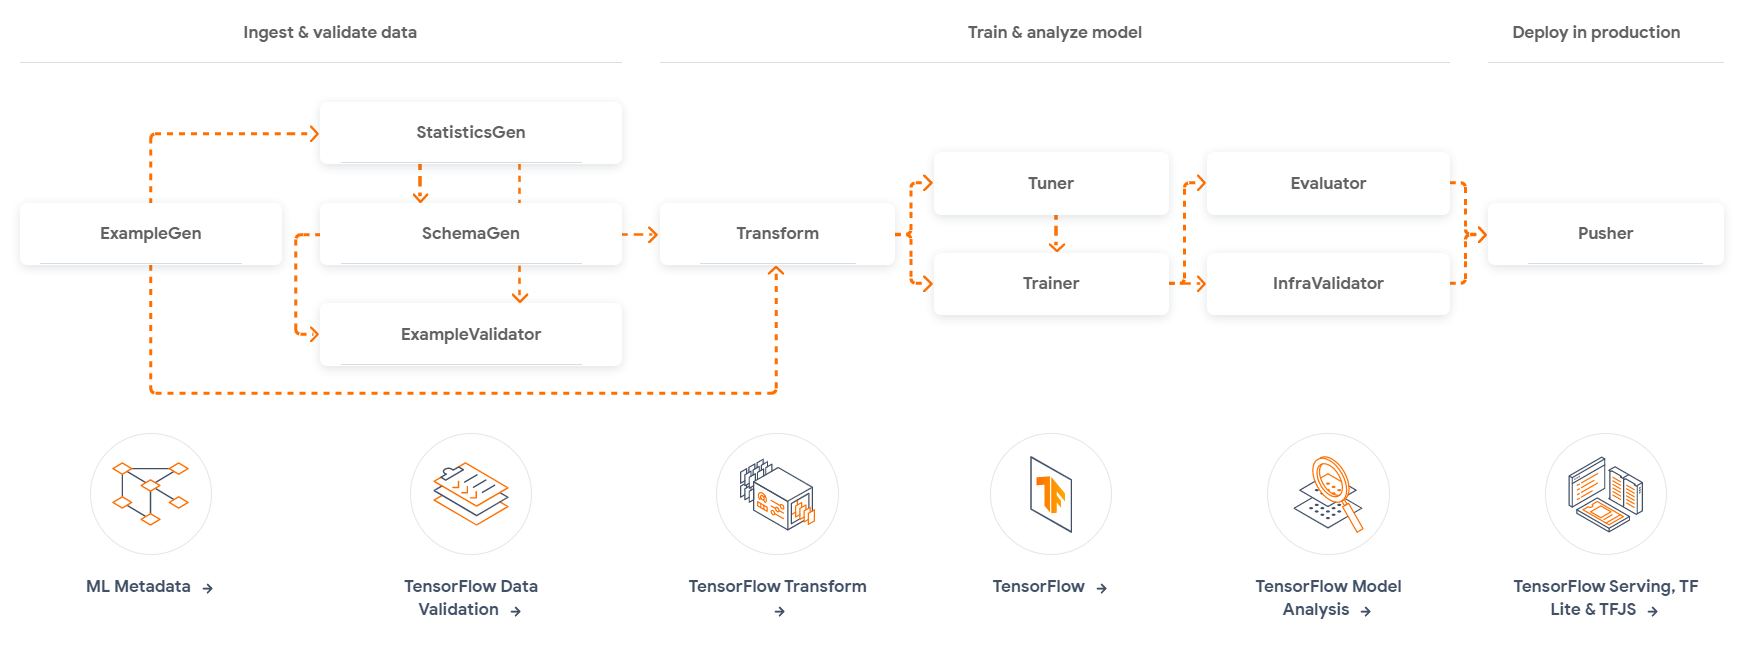 Ingest & validate data
Train & analyze model
Deploy in production
StatisticsGen
ExampleGen
SchemaGen
ExampleValidator
Transform
Tuner
Trainer
Evaluator
InfraValidator
Pusher
ML Metadata →
TensorFlow Data
Validation →
TensorFlow Transform
→
TensorFlow →
TensorFlow Model
Analysis →
TensorFlow Serving, TF
Lite & TFJS →